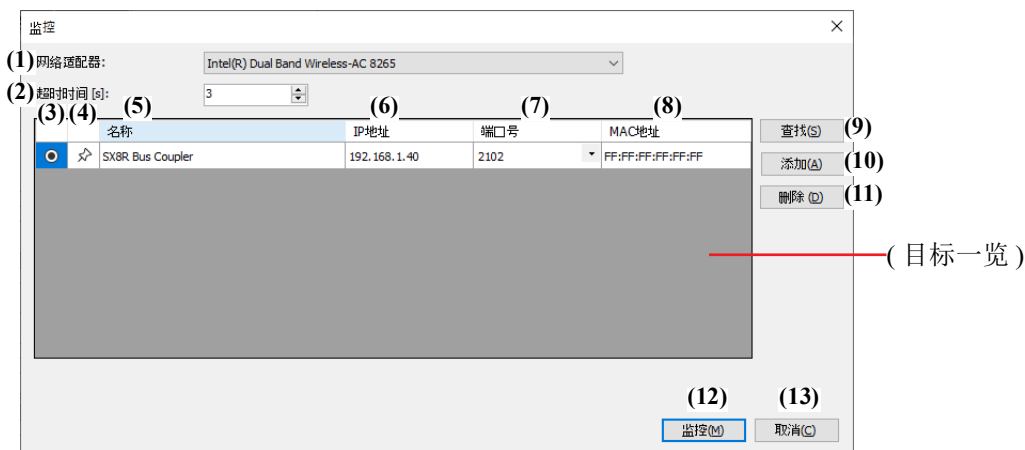 监控
(1) 网络适配器: Intel(R) Dual Band Wireless-AC 8265
(2) 超时时间 [s]: 3
(3) (4) (5) (6) (7) (8)
名称 IP地址 端口号 MAC地址 查找(S) (9)
SX8R Bus Coupler 192.168.1.40 2102 FF:FF:FF:FF:FF:FF 添加(A) (10)
删除 (D) (11)
( 目标一览 )
(12) (13)
监控(M) 取消(C)